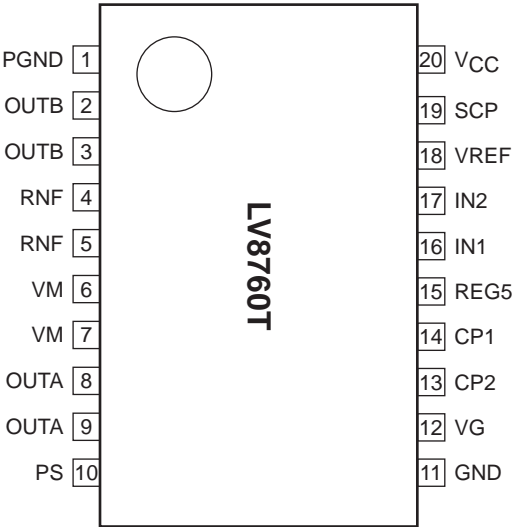 PGND 1
OUTB 2
OUTB 3
RNF 4
RNF 5
VM 6
VM 7
OUTA 8
OUTA 9
PS 10
LV8760T
20 VCC
19 SCP
18 VREF
17 IN2
16 IN1
15 REG5
14 CP1
13 CP2
12 VG
11 GND